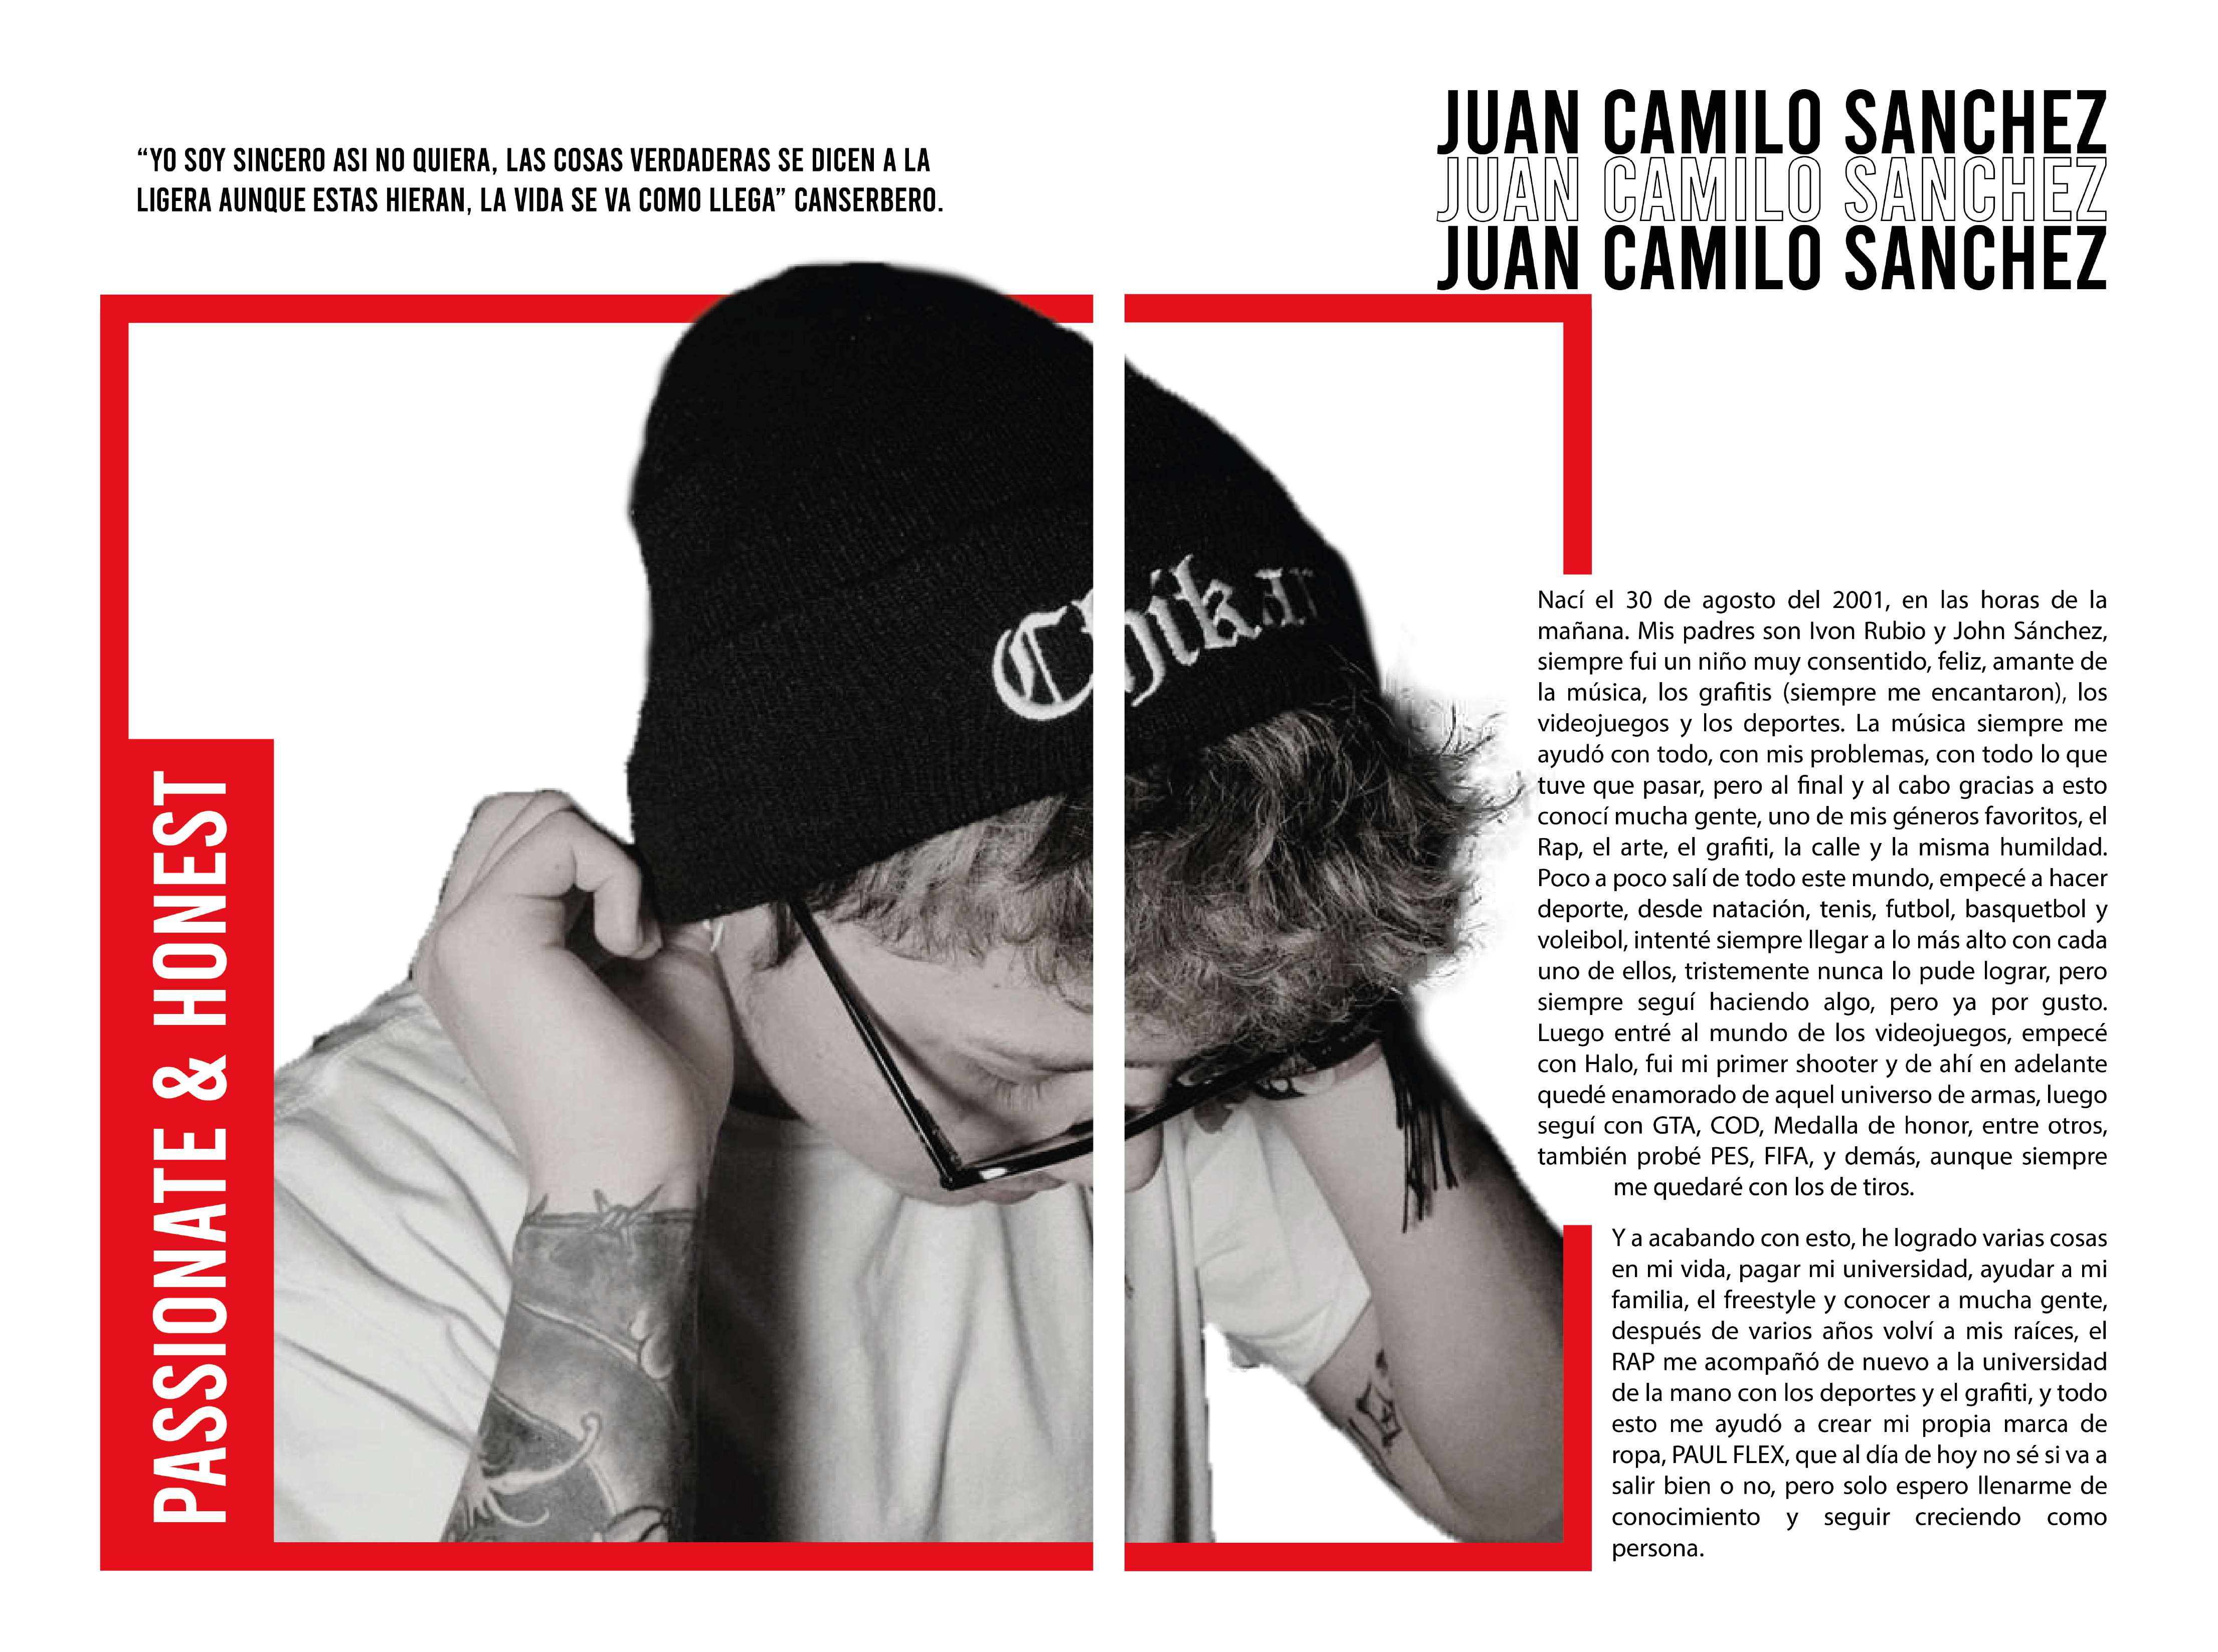 “YO SOY SINCERO ASI NO QUIERA, LAS COSAS VERDADERAS SE DICEN A LA
LIGERA AUNQUE ESTAS HIERAN, LA VIDA SE VA COMO LLEGA” CANSERBERO.
JUAN CAMILO SANCHEZ
JUAN CAMILO SANCHEZ
JUAN CAMILO SANCHEZ
PASSIONATE & HONEST
Nací el 30 de agosto del 2001, en las horas de la
mañana. Mis padres son Ivon Rubio y John Sánchez,
siempre fui un niño muy consentido, feliz, amante de
la música, los grafitis (siempre me encantaron), los
videojuegos y los deportes. La música siempre me
ayudó con todo, con mis problemas, con todo lo que
tuve que pasar, pero al final y al cabo gracias a esto
conocí mucha gente, uno de mis géneros favoritos, el
Rap, el arte, el grafiti, la calle y la misma humildad.
Poco a poco salí de todo este mundo, empecé a hacer
deporte, desde natación, tenis, futbol, basquetbol y
voleibol, intenté siempre llegar a lo más alto con cada
uno de ellos, tristemente nunca lo pude lograr, pero
siempre seguí haciendo algo, pero ya por gusto.
Luego entré al mundo de los videojuegos, empecé
con Halo, fui mi primer shooter y de ahí en adelante
quedé enamorado de aquel universo de armas, luego
seguí con GTA, COD, Medalla de honor, entre otros,
también probé PES, FIFA, y demás, aunque siempre
me quedaré con los de tiros.
Y a acabando con esto, he logrado varias cosas
en mi vida, pagar mi universidad, ayudar a mi
familia, el freestyle y conocer a mucha gente,
después de varios años volví a mis raíces, el
RAP me acompañó de nuevo a la universidad
de la mano con los deportes y el grafiti, y todo
esto me ayudó a crear mi propia marca de
ropa, PAUL FLEX, que al día de hoy no sé si va a
salir bien o no, pero solo espero llenarme de
conocimiento y seguir creciendo como
persona.